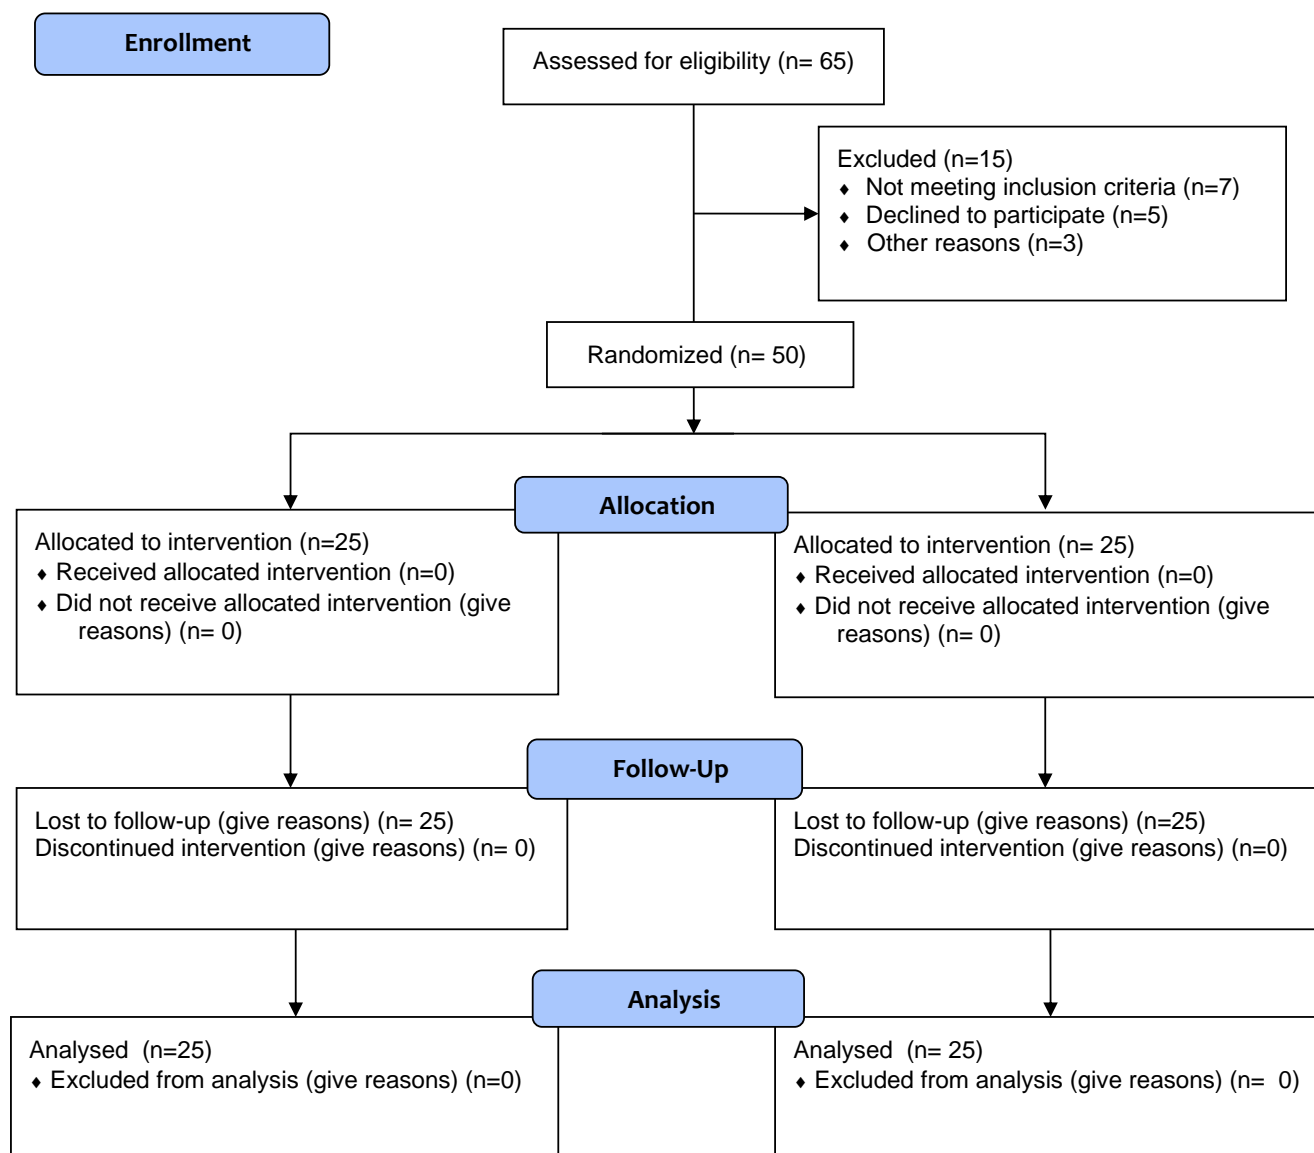 Enrollment
Assessed for eligibility (n= 65)
Excluded (n=15)
♦ Not meeting inclusion criteria (n=7)
♦ Declined to participate (n=5)
♦ Other reasons (n=3)
Randomized (n= 50)
Allocation
Allocated to intervention (n=25)
♦ Received allocated intervention (n=0)
♦ Did not receive allocated intervention (give
reasons) (n= 0)
Allocated to intervention (n= 25)
♦ Received allocated intervention (n=0)
♦ Did not receive allocated intervention (give
reasons) (n= 0)
Follow-Up
Lost to follow-up (give reasons) (n= 25)
Discontinued intervention (give reasons) (n= 0)
Lost to follow-up (give reasons) (n=25)
Discontinued intervention (give reasons) (n=0)
Analysis
Analysed (n=25)
♦ Excluded from analysis (give reasons) (n=0)
Analysed (n= 25)
♦ Excluded from analysis (give reasons) (n= 0)